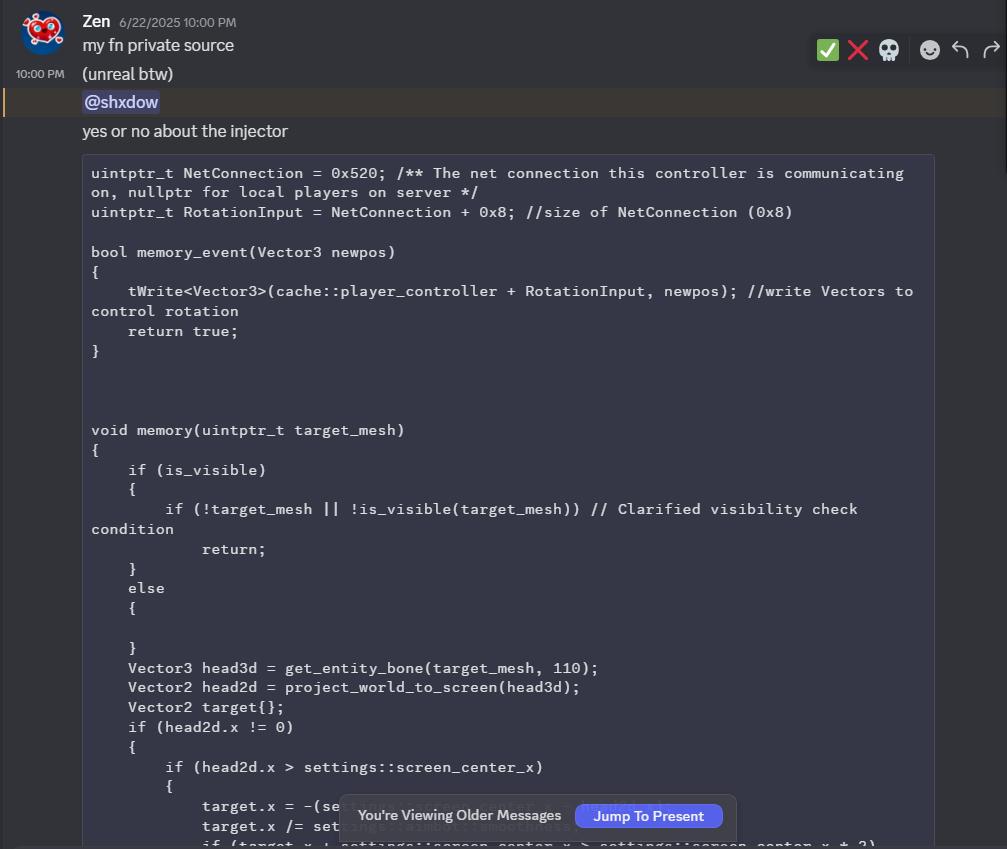 Zen 6/22/2025 10:00 PM
my fn private source
10:00 PM (unreal btw)
@shxdow
yes or no about the injector
uintptr_t NetConnection = 0x520; /** The net connection this controller is communicating
on, nullptr for local players on server */
uintptr_t RotationInput = NetConnection + 0x8; //size of NetConnection (0x8)
bool memory_event(Vector3 newpos)
{
tWrite<Vector3>(cache::player_controller + RotationInput, newpos); //write Vectors to
control rotation
return true;
}
void memory(uintptr_t target_mesh)
{
if (is_visible)
{
if (!target_mesh || !is_visible(target_mesh)) // Clarified visibility check
condition
return;
}
else
{
}
Vector3 head3d = get_entity_bone(target_mesh, 110);
Vector2 head2d = project_world_to_screen(head3d);
Vector2 target{};
if (head2d.x != 0)
{
if (head2d.x > settings::screen_center_x)
{
target.x = -(se
target.x /= set
You're Viewing Older Messages Jump To Present
if (target.x + settings::screen_center_x > settings::screen_center_x * 2)